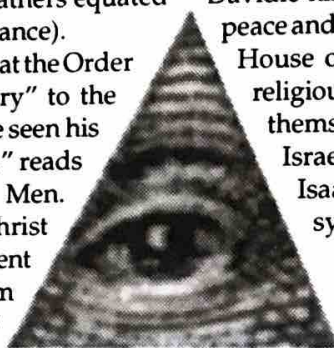 athers equated
ance).
at the Order
ry" to the
e seen his
" reads
Men.
hrist
ent
m
peace and
House o
religiou
thems
Israe
Isaa
sy